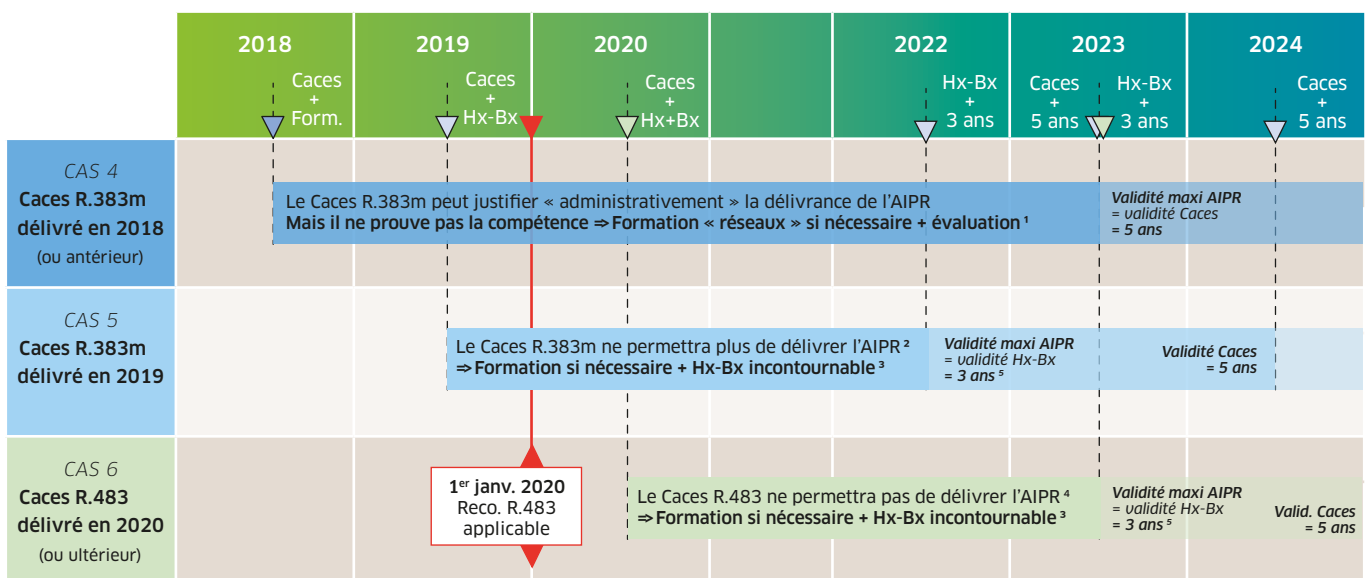 2018
2019
2020
2022
2023
2024
Caces
+
Form.
Caces
+
Hx-Bx
Caces
+
Hx+Bx
Hx-Bx
+
3 ans
Caces
+
5 ans
Hx-Bx
+
3 ans
Caces
+
5 ans
CAS 4
Caces R.383m
délivré en 2018
(ou antérieur)
Le Caces R.383m peut justifier « administrativement » la délivrance de l'AIPR
Mais il ne prouve pas la compétence ⇒ Formation « réseaux » si nécessaire + évaluation ¹
Validité maxi AIPR
= validité Caces
= 5 ans
CAS 5
Caces R.383m
délivré en 2019
Le Caces R.383m ne permettra plus de délivrer l'AIPR ²
⇒ Formation si nécessaire + Hx-Bx incontournable ³
Validité maxi AIPR
= validité Hx-Bx
= 3 ans ⁵
Validité Caces
= 5 ans
CAS 6
Caces R.483
délivré en 2020
(ou ultérieur)
1er janv. 2020
Reco. R.483
applicable
Le Caces R.483 ne permettra pas de délivrer l'AIPR ⁴
⇒ Formation si nécessaire + Hx-Bx incontournable ³
Validité maxi AIPR
= validité Hx-Bx
= 3 ans ⁵
Valid. Caces
= 5 ans